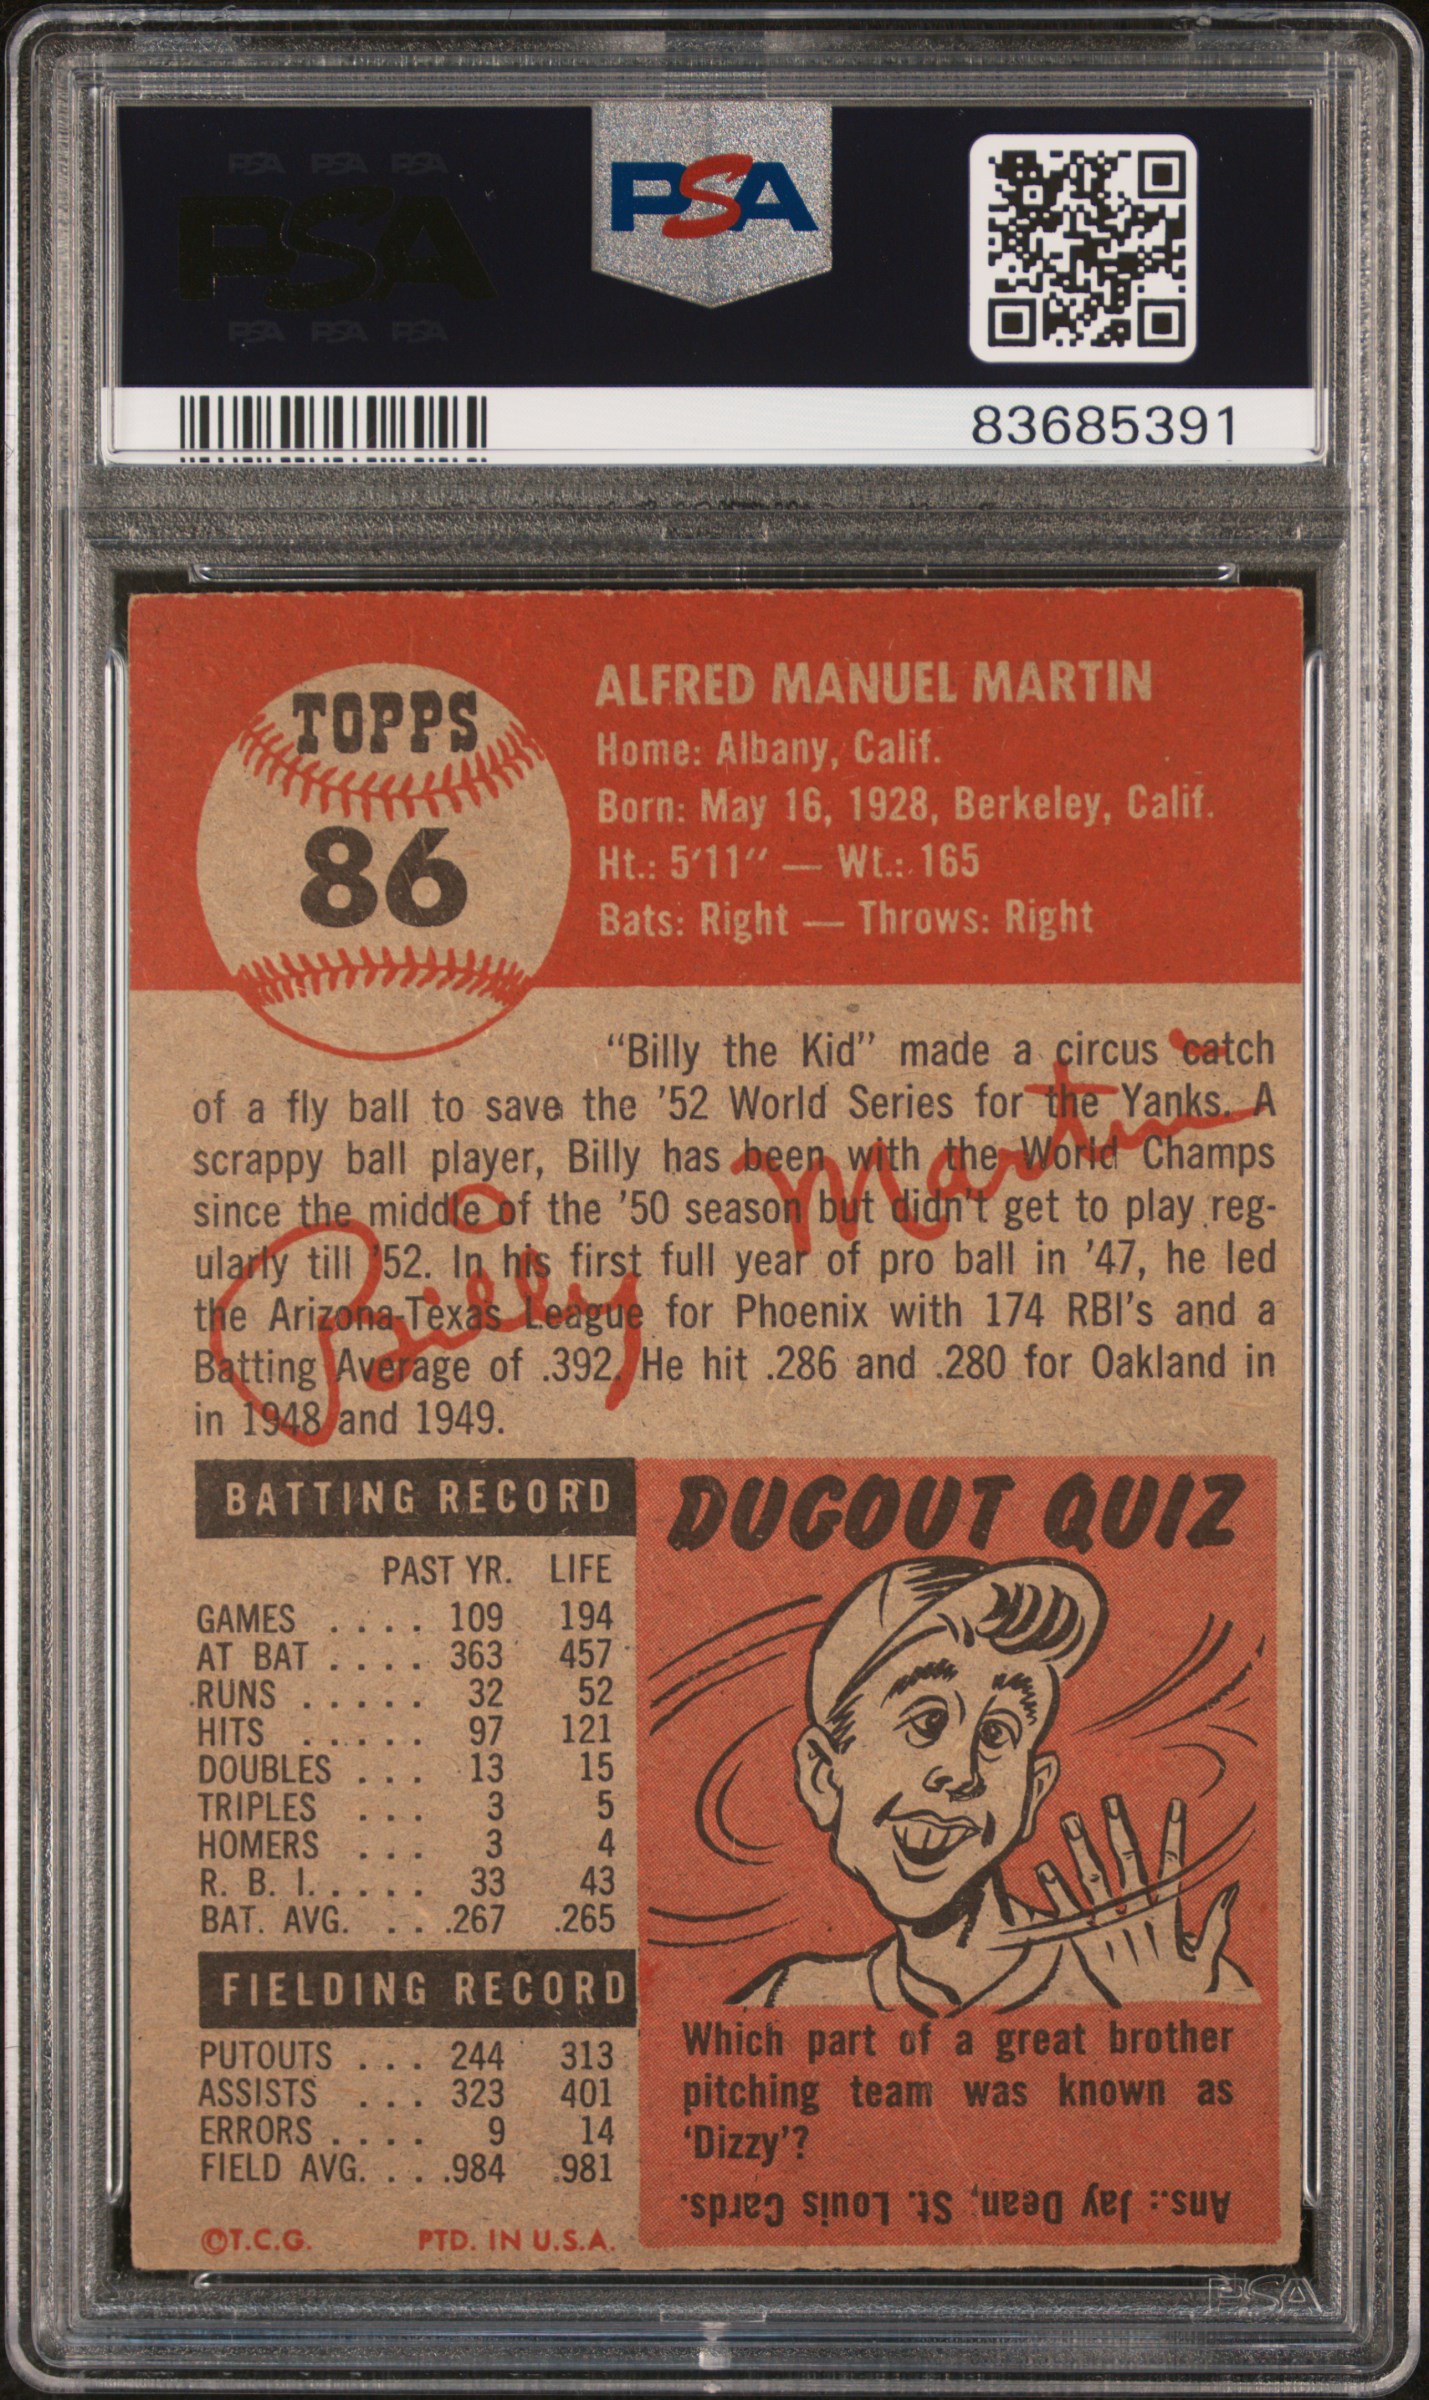 PSA PSA PSA
PSA
PSA PSA PSA
PSA
83685391
TOPPS
86
ALFRED MANUEL MARTIN
Home: Albany, Calif.
Born: May 16, 1928, Berkeley, Calif.
Ht.: 5'11" — Wt.: 165
Bats: Right — Throws: Right
"Billy the Kid" made a circus catch
of a fly ball to save the '52 World Series for the Yanks. A
scrappy ball player, Billy has been with the World Champs
since the middle of the '50 season but didn't get to play reg-
ularly till '52. In his first full year of pro ball in '47, he led
the Arizona-Texas League for Phoenix with 174 RBI's and a
Batting Average of .392. He hit .286 and .280 for Oakland in
in 1948 and 1949.
Billy Martin
BATTING RECORD
PAST YR. LIFE
GAMES . . . . 109 194
AT BAT . . . . 363 457
RUNS . . . . . 32 52
HITS . . . . . 97 121
DOUBLES . . . 13 15
TRIPLES . . . 3 5
HOMERS . . . 3 4
R. B. I. . . . . 33 43
BAT. AVG. . . .267 .265
FIELDING RECORD
PUTOUTS . . . 244 313
ASSISTS . . . 323 401
ERRORS . . . . 9 14
FIELD AVG. . . .984 .981
©T.C.G. PTD. IN U.S.A.
DUGOUT QUIZ
Which part of a great brother
pitching team was known as
'Dizzy'?
Ans.: Jay Dean, St. Louis Cards.
PSA